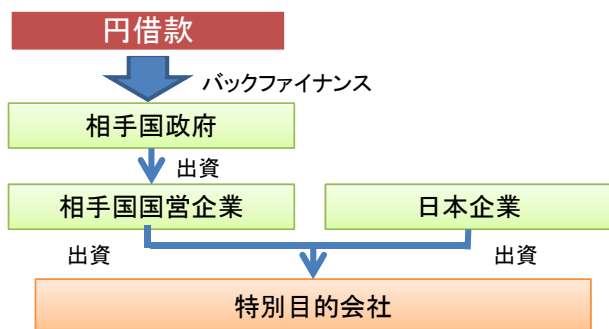 円借款
バックファイナンス
相手国政府
出資
相手国国営企業
日本企業
出資
出資
特別目的会社